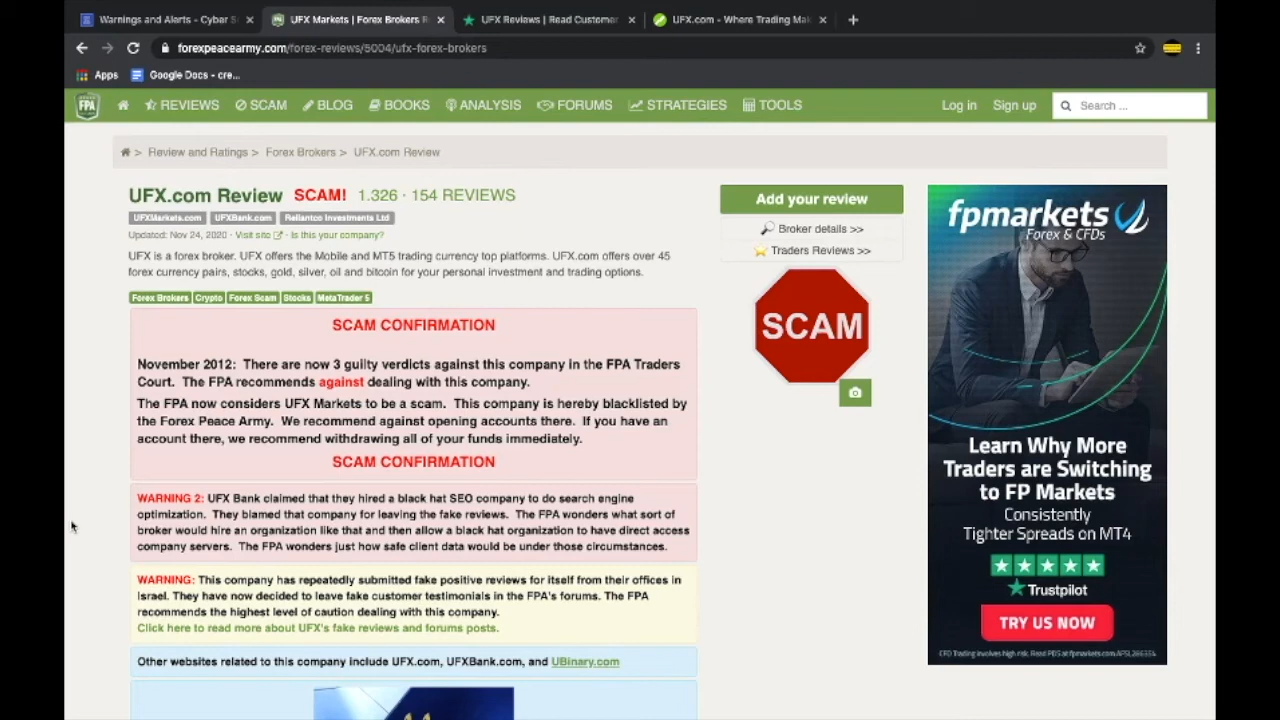 Warnings and Alerts - Cyber S
UFX Markets | Forex Brokers R
UFX Reviews | Read Customer
UFX.com - Where Trading Ma
forexpeacearmy.com/forex-reviews/5004/ufx-forex-brokers
Apps
Google Docs - cre...
FPA
REVIEWS
SCAM
BLOG
BOOKS
ANALYSIS
FORUMS
STRATEGIES
TOOLS
Log in
Sign up
Search ...
> Review and Ratings > Forex Brokers > UFX.com Review
UFX.com Review SCAM! 1.326 · 154 REVIEWS
UFXMarkets.com UFXBank.com Reliantco Investments Ltd
Updated: Nov 24, 2020 · Visit site · Is this your company?
UFX is a forex broker. UFX offers the Mobile and MT5 trading currency top platforms. UFX.com offers over 45
forex currency pairs, stocks, gold, silver, oil and bitcoin for your personal investment and trading options.
Forex Brokers Crypto Forex Scam Stocks MetaTrader 5
SCAM CONFIRMATION
November 2012: There are now 3 guilty verdicts against this company in the FPA Traders
Court. The FPA recommends against dealing with this company.
The FPA now considers UFX Markets to be a scam. This company is hereby blacklisted by
the Forex Peace Army. We recommend against opening accounts there. If you have an
account there, we recommend withdrawing all of your funds immediately.
SCAM CONFIRMATION
WARNING 2: UFX Bank claimed that they hired a black hat SEO company to do search engine
optimization. They blamed that company for leaving the fake reviews. The FPA wonders what sort of
broker would hire an organization like that and then allow a black hat organization to have direct access
company servers. The FPA wonders just how safe client data would be under those circumstances.
WARNING: This company has repeatedly submitted fake positive reviews for itself from their offices in
Israel. They have now decided to leave fake customer testimonials in the FPA's forums. The FPA
recommends the highest level of caution dealing with this company.
Click here to read more about UFX's fake reviews and forums posts.
Other websites related to this company include UFX.com, UFXBank.com, and UBinary.com
Add your review
Broker details >>
Traders Reviews >>
SCAM
fpmarkets
Forex & CFDs
Learn Why More
Traders are Switching
to FP Markets
Consistently
Tighter Spreads on MT4
Trustpilot
TRY US NOW
CFD Trading involves high risk. Read PDS at fpmarkets.com